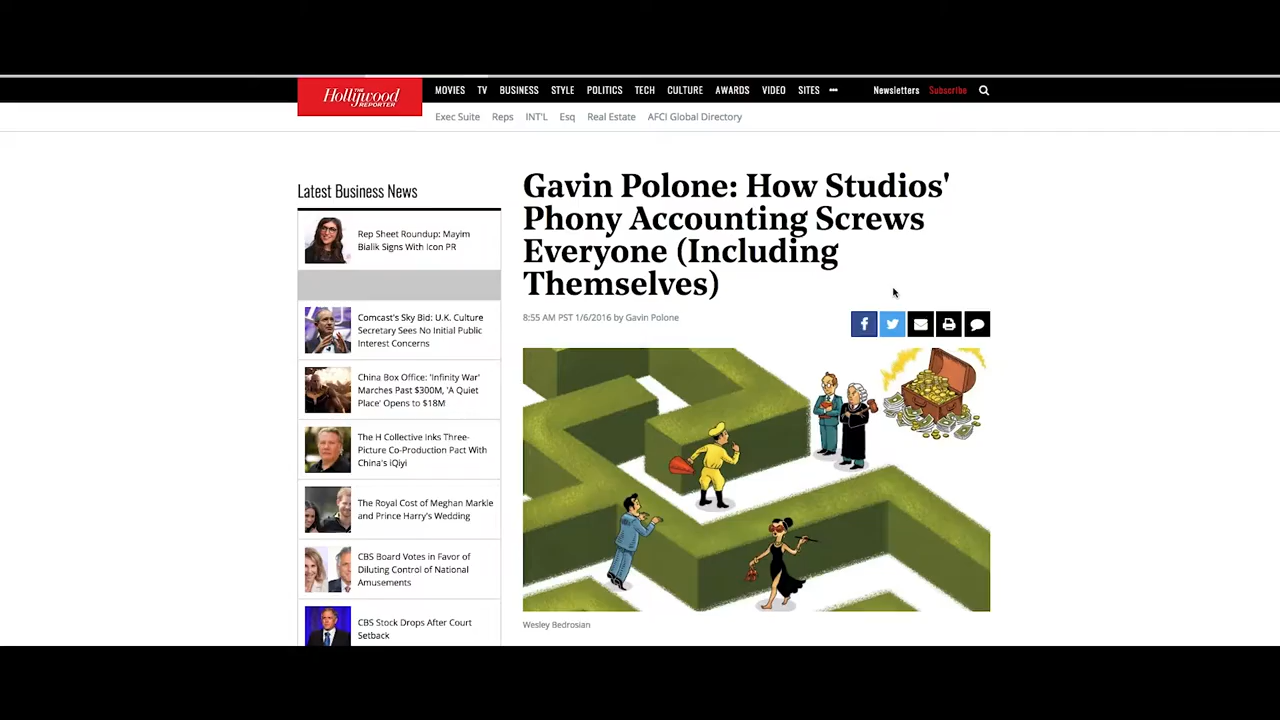 THE
Hollywood
REPORTER
MOVIES TV BUSINESS STYLE POLITICS TECH CULTURE AWARDS VIDEO SITES ••• Newsletters Subscribe
Exec Suite Reps INT'L Esq Real Estate AFCI Global Directory
Latest Business News
Rep Sheet Roundup: Mayim
Bialik Signs With Icon PR
Comcast's Sky Bid: U.K. Culture
Secretary Sees No Initial Public
Interest Concerns
China Box Office: 'Infinity War'
Marches Past $300M, 'A Quiet
Place' Opens to $18M
The H Collective Inks Three-
Picture Co-Production Pact With
China's iQiyi
The Royal Cost of Meghan Markle
and Prince Harry's Wedding
CBS Board Votes in Favor of
Diluting Control of National
Amusements
CBS Stock Drops After Court
Setback
Gavin Polone: How Studios'
Phony Accounting Screws
Everyone (Including
Themselves)
8:55 AM PST 1/6/2016 by Gavin Polone
Wesley Bedrosian